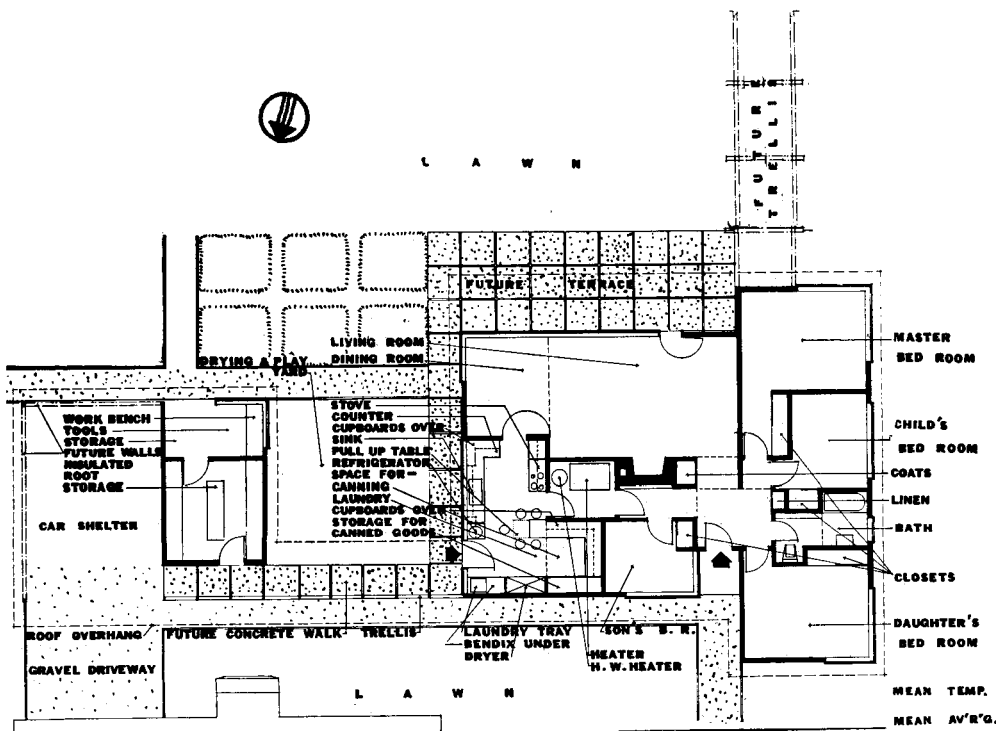 FUTURE
TRELLIS
LAWN
FUTURE TERRACE
LIVING ROOM
DINING ROOM
DRYING & PLAY
YARD
MASTER
BED ROOM
WORK BENCH
TOOLS
STORAGE
FUTURE WALLS
INSULATED
ROOT
STORAGE
STOVE
COUNTER
CUPBOARDS OVER
SINK
PULL UP TABLE
REFRIGERATOR
SPACE FOR-
CANNING
LAUNDRY
CUPBOARDS OVER
STORAGE FOR
CANNED GOODS
CHILD'S
BED ROOM
COATS
LINEN
BATH
CLOSETS
CAR SHELTER
ROOF OVERHANG
FUTURE CONCRETE WALK
TRELLIS
LAUNDRY TRAY
BENDIX UNDER
DRYER
SON'S B. R.
HEATER
H.W. HEATER
DAUGHTER'S
BED ROOM
GRAVEL DRIVEWAY
LAWN
MEAN TEMP.
MEAN AV'R'G.